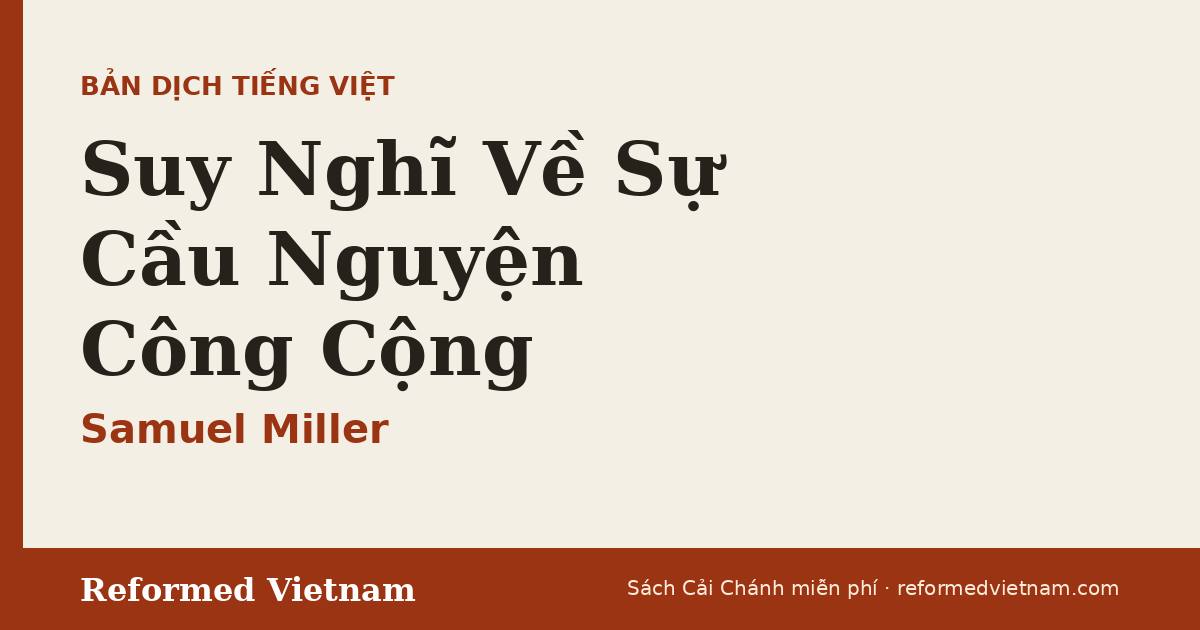 BẢN DỊCH TIẾNG VIỆT
Suy Nghĩ Về Sự
Cầu Nguyện
Công Cộng
Samuel Miller
Reformed Vietnam
Sách Cải Chánh miễn phí · reformedvietnam.com